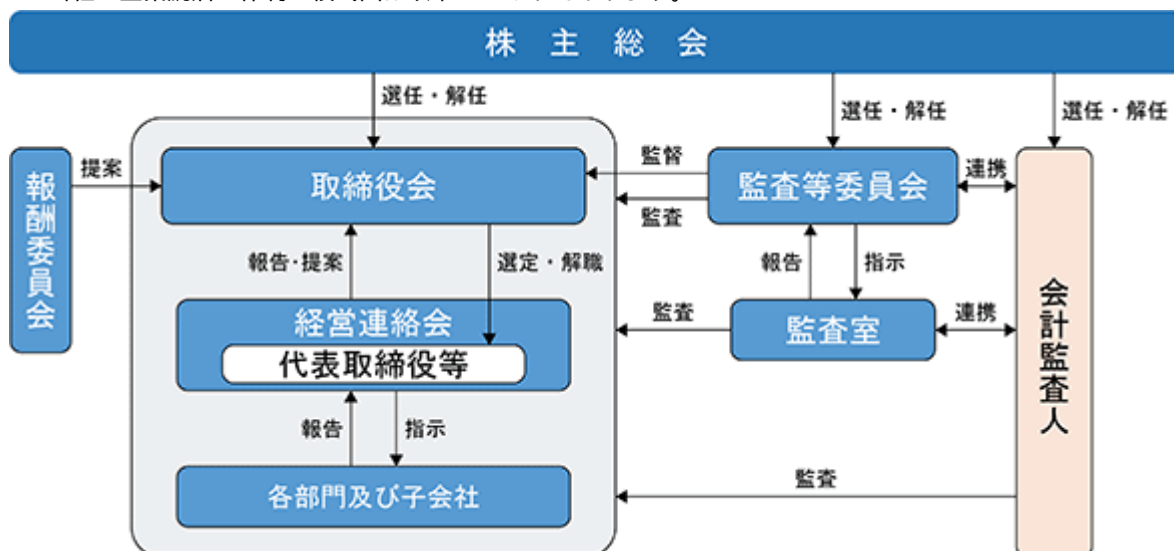 株主総会
選任・解任
選任・解任
選任・解任
報酬委員会
提案
取締役会
監督
監査
監査等委員会
連携
会計監査人
報告・提案
選定・解職
報告
指示
経営連絡会
代表取締役等
監査
監査室
連携
報告
指示
各部門及び子会社
監査